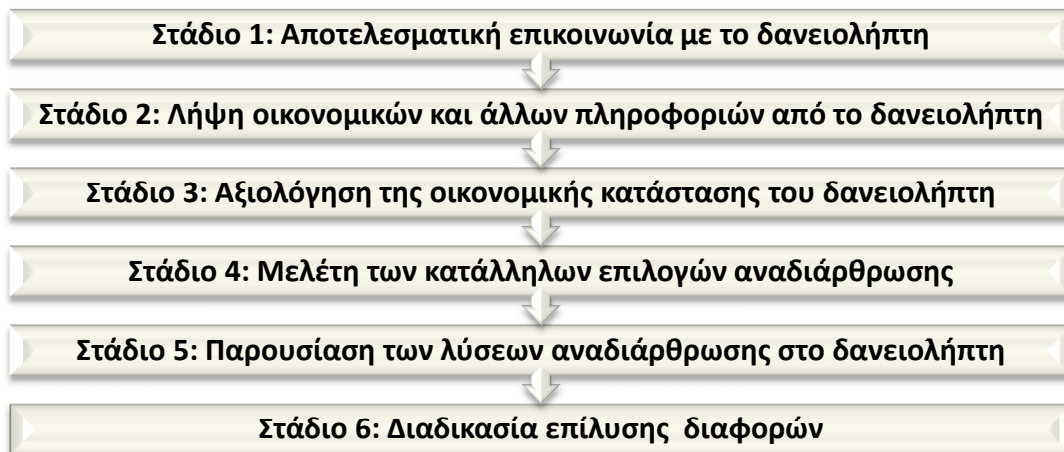 Στάδιο 1: Αποτελεσματική επικοινωνία με το δανειολήπτη
Στάδιο 2: Λήψη οικονομικών και άλλων πληροφοριών από το δανειολήπτη
Στάδιο 3: Αξιολόγηση της οικονομικής κατάστασης του δανειολήπτη
Στάδιο 4: Μελέτη των κατάλληλων επιλογών αναδιάρθρωσης
Στάδιο 5: Παρουσίαση των λύσεων αναδιάρθρωσης στο δανειολήπτη
Στάδιο 6: Διαδικασία επίλυσης διαφορών